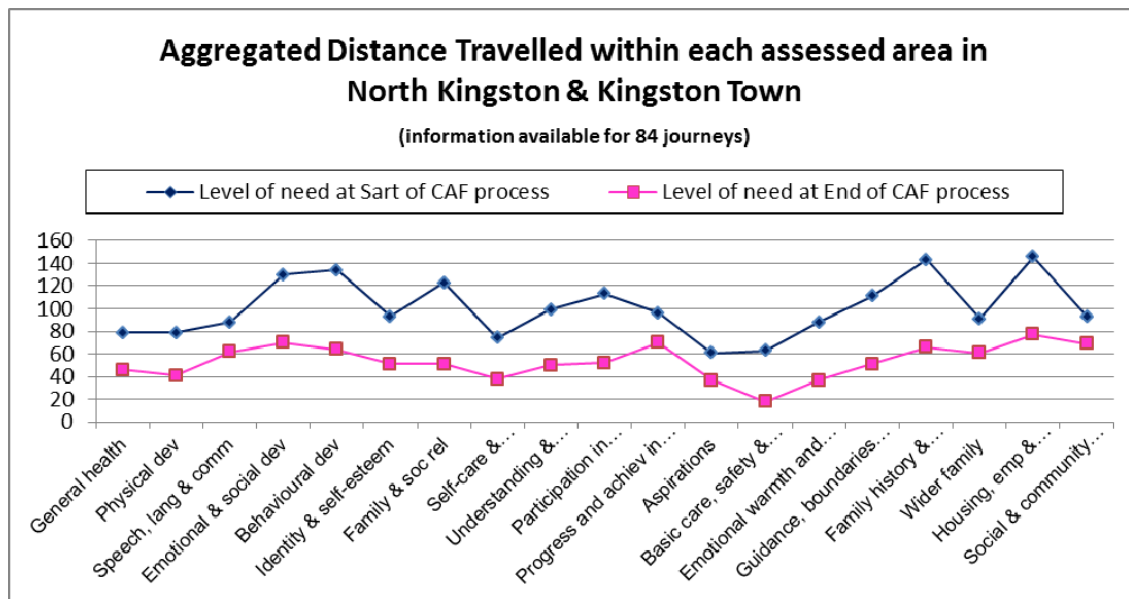 Aggregated Distance Travelled within each assessed area in
North Kingston & Kingston Town
(information available for 84 journeys)
Level of need at Sart of CAF process
Level of need at End of CAF process
160
140
120
100
80
60
40
20
0
General health
Physical dev
Speech, lang & comm
Emotional & social dev
Behavioural dev
Identity & self-esteem
Family & soc rel
Self-care &...
Understanding &...
Participation in...
Progress and achiev in...
Aspirations
Basic care, safety &...
Emotional warmth and...
Guidance, boundaries...
Family history &...
Wider family
Housing, emp &...
Social & community...